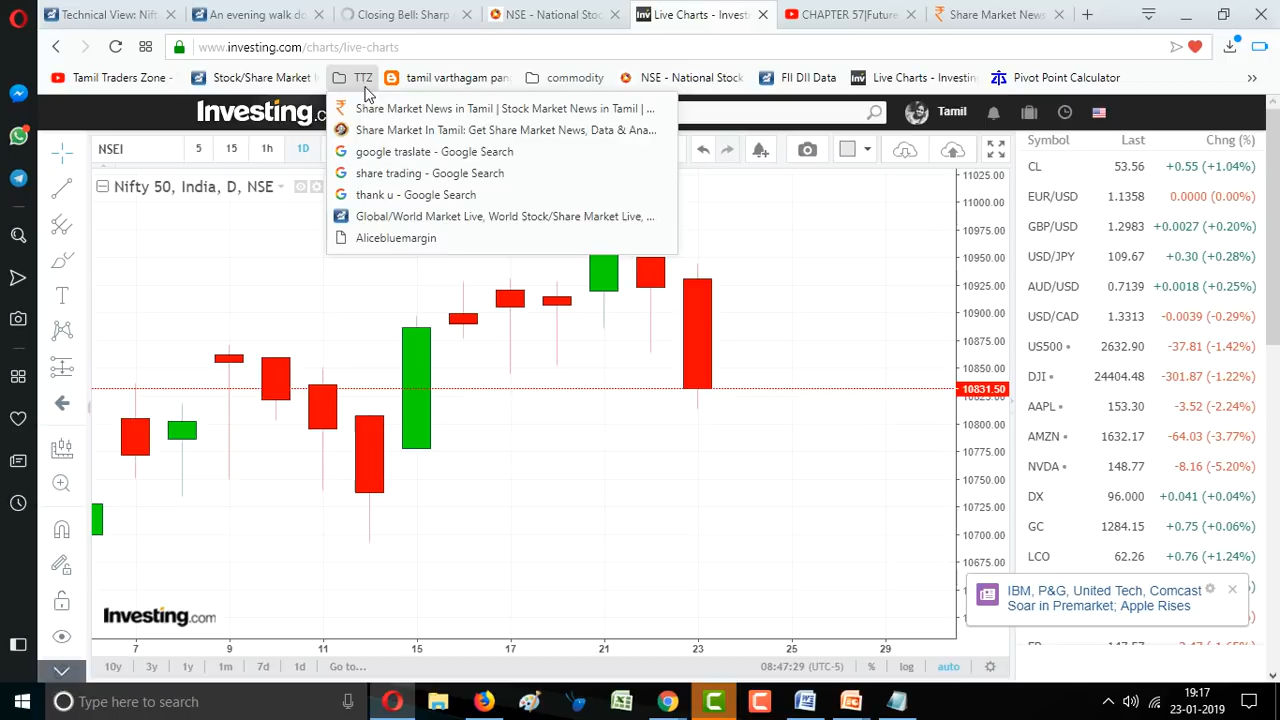 Technical View: Nift
An evening walk do
Closing Bell: Sharp
NSE - National Stoc
Live Charts - Invest
CHAPTER 57|Future
Share Market News
www.investing.com/charts/live-charts
Tamil Traders Zone -
Stock/Share Market I
TTZ
tamil varthagam pan
commodity
NSE - National Stock
FII DII Data
Live Charts - Investin
Pivot Point Calculator
Share Market News in Tamil | Stock Market News in Tamil | ...
Share Market In Tamil: Get Share Market News, Data & Ana...
google traslate - Google Search
share trading - Google Search
thank u - Google Search
Global/World Market Live, World Stock/Share Market Live, ...
Alicebluemargin
Investing.com
Tamil
NSEI
5
15
1h
1D
Nifty 50, India, D, NSE
11025.00
11000.00
10975.00
10950.00
10925.00
10900.00
10875.00
10850.00
10831.50
10800.00
10775.00
10750.00
10725.00
10700.00
10675.00
Symbol Last Chng (%)
CL 53.56 +0.55 (+1.04%)
EUR/USD 1.1358 0.0000 (0.00%)
GBP/USD 1.2983 +0.0027 (+0.20%)
USD/JPY 109.67 +0.30 (+0.28%)
AUD/USD 0.7139 +0.0018 (+0.25%)
USD/CAD 1.3313 -0.0039 (-0.29%)
US500 2632.90 -37.81 (-1.42%)
DJI 24404.48 -301.87 (-1.22%)
AAPL 153.30 -3.52 (-2.24%)
AMZN 1632.17 -64.03 (-3.77%)
NVDA 148.77 -8.16 (-5.20%)
DX 96.000 +0.041 (+0.04%)
GC 1284.15 +0.75 (+0.06%)
LCO 62.26 +0.76 (+1.24%)
IBM, P&G, United Tech, Comcast
Soar in Premarket; Apple Rises
Investing.com
7 9 11 15 17 21 23 25 29
10y 3y 1y 1m 7d 1d Go to... 08:47:29 (UTC-5) % log auto
Type here to search
19:17
23-01-2019